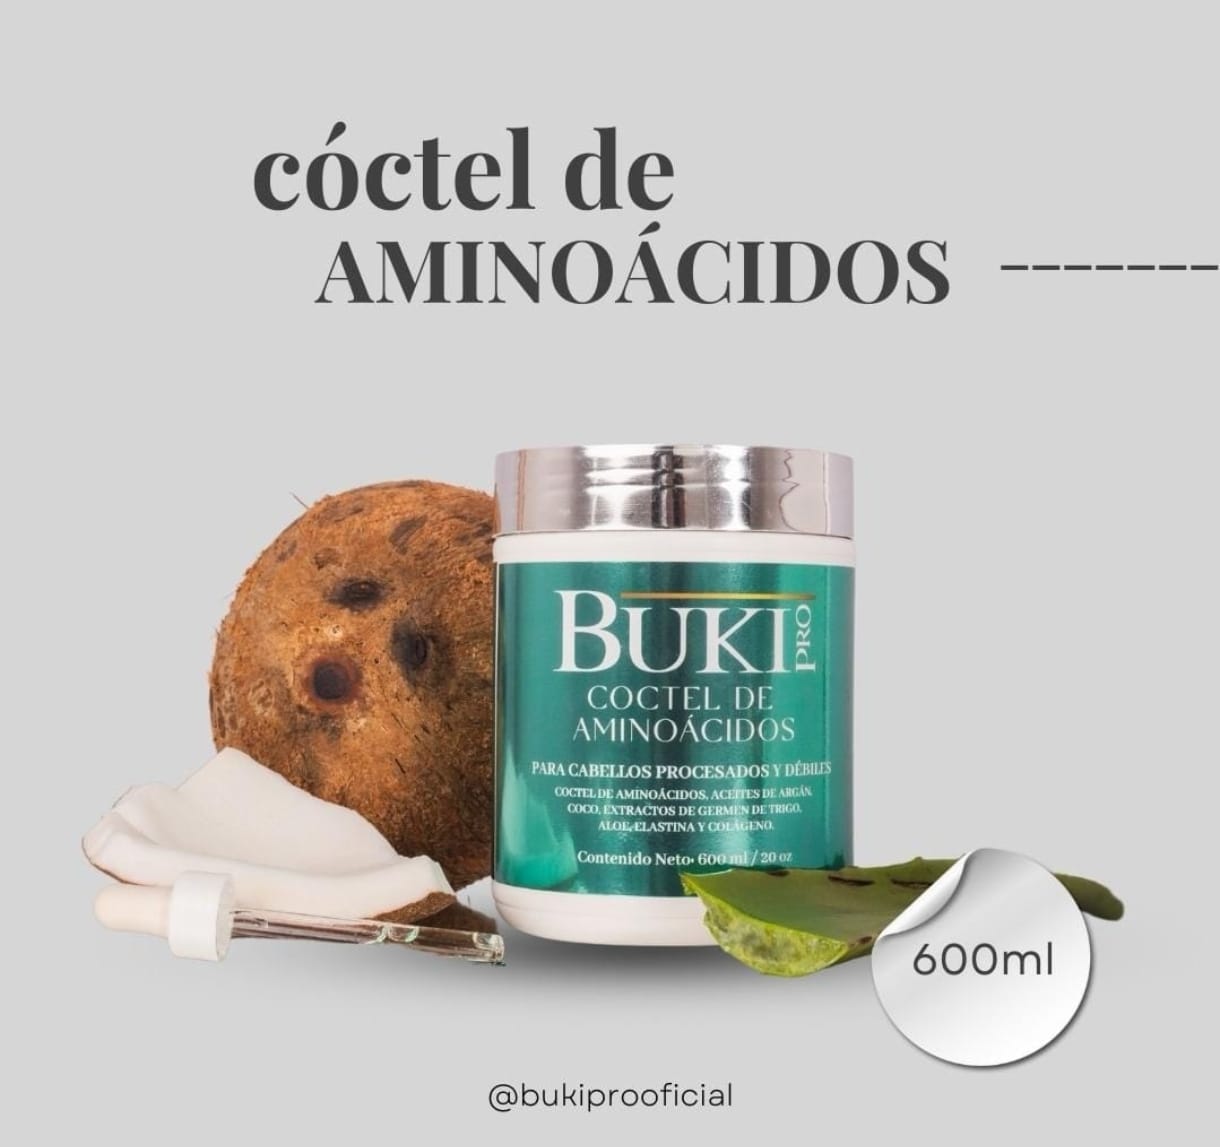 cóctel de
AMINOÁCIDOS
BUKI PRO
COCTEL DE
AMINOÁCIDOS
PARA CABELLOS PROCESADOS Y DÉBILES
COCTEL DE AMINOÁCIDOS, ACEITES DE ARGÁN,
COCO, EXTRACTOS DE GERMEN DE TRIGO,
ALOE, ELASTINA Y COLÁGENO.
Contenido Neto• 600 ml / 20 oz
600ml
@bukiprooficial